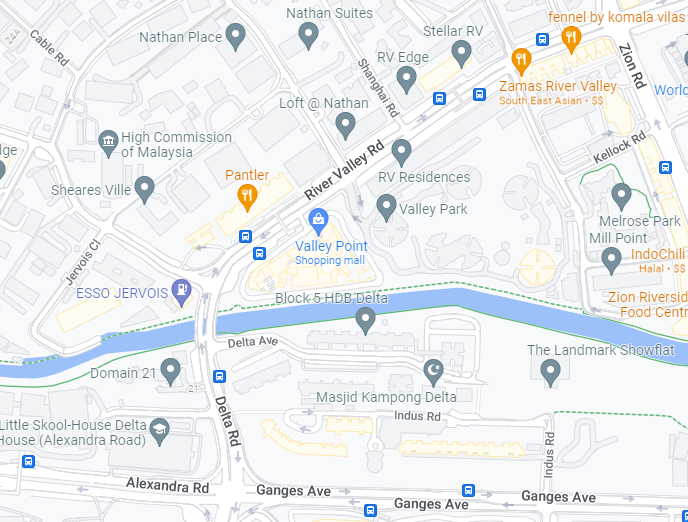 fennel by komala vilas
Nathan Suites
Stellar RV
Nathan Place
24A
Cable Rd
RV Edge
Zion Rd
Shanghai Rd
Zamas River Valley
South East Asian • $$
World
Loft @ Nathan
High Commission
of Malaysia
Kellock Rd
River Valley Rd
dge
Pantler
RV Residences
Sheares Ville
Valley Park
Melrose Park
Mill Point
Jervois Cl
Valley Point
Shopping mall
IndoChili
Halal • $$
ESSO JERVOIS
Block 5 HDB Delta
Zion Riversid
Food Centr
Delta Ave
The Landmark Showflat
Domain 21
21
Masjid Kampong Delta
Indus Rd
Little Skool-House Delta
House (Alexandra Road)
Delta Rd
Indus Rd
Alexandra Rd
Ganges Ave
Ganges Ave
Ganges Ave